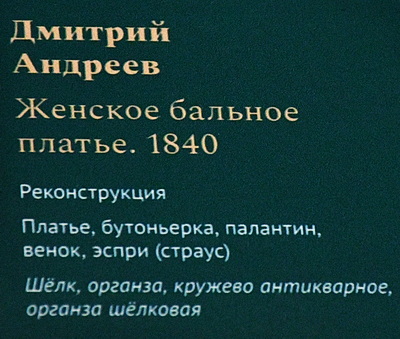 Дмитрий
Андреев
Женское бальное
платье. 1840
Реконструкция
Платье, бутоньерка, палантин,
венок, эспри (страус)
Шёлк, органза, кружево антикварное,
органза шёлковая